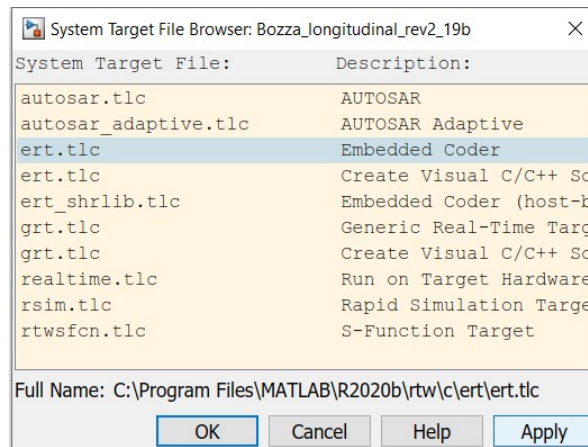 System Target File Browser: Bozza_longitudinal_rev2_19b
System Target File: Description:
autosar.tlc AUTOSAR
autosar_adaptive.tlc AUTOSAR Adaptive
ert.tlc Embedded Coder
ert.tlc Create Visual C/C++ So
ert_shrlib.tlc Embedded Coder (host-b
grt.tlc Generic Real-Time Targ
grt.tlc Create Visual C/C++ So
realtime.tlc Run on Target Hardware
rsim.tlc Rapid Simulation Targe
rtwsfcn.tlc S-Function Target
Full Name: C:\Program Files\MATLAB\R2020b\rtw\c\ert\ert.tlc
OK Cancel Help Apply